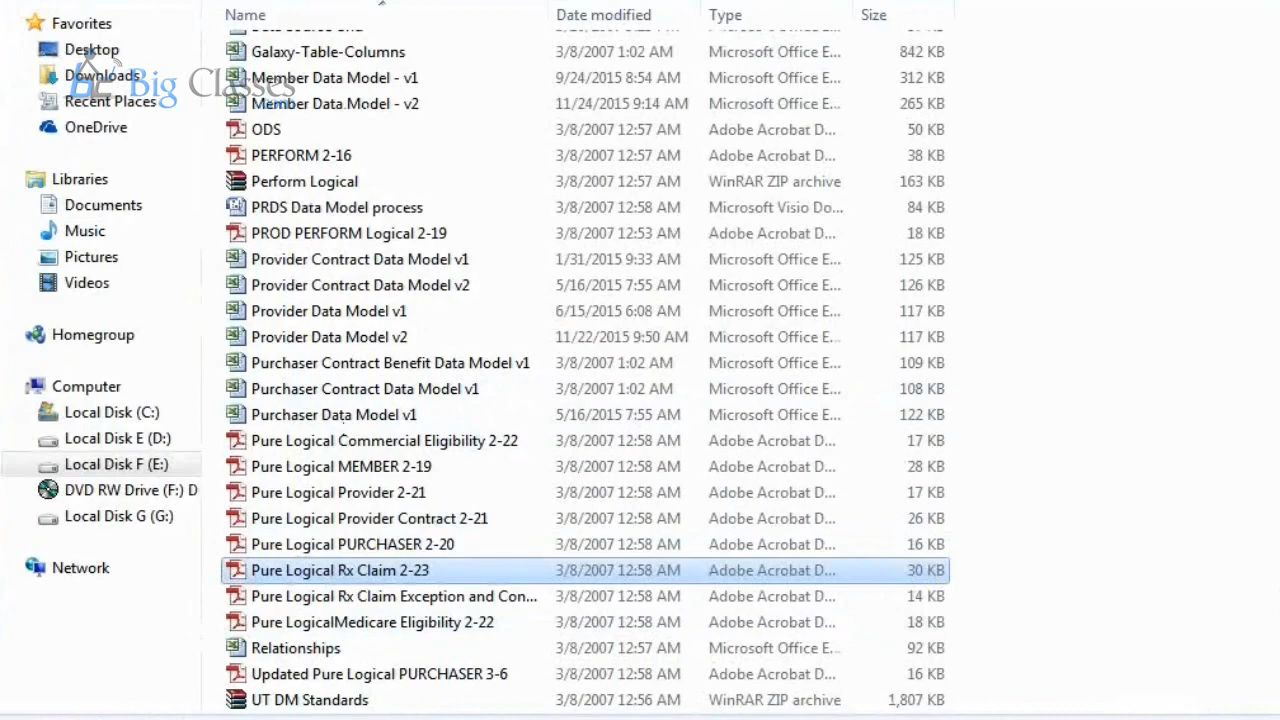 Name Date modified Type Size
Favorites
Desktop
Downloads
Recent Places
OneDrive
Libraries
Documents
Music
Pictures
Videos
Homegroup
Computer
Local Disk (C:)
Local Disk E (D:)
Local Disk F (E:)
DVD RW Drive (F:) D
Local Disk G (G:)
Network
Big Classes
.com
Galaxy-Table-Columns 3/8/2007 1:02 AM Microsoft Office E... 842 KB
Member Data Model - v1 9/24/2015 8:54 AM Microsoft Office E... 312 KB
Member Data Model - v2 11/24/2015 9:14 AM Microsoft Office E... 265 KB
ODS 3/8/2007 12:57 AM Adobe Acrobat D... 50 KB
PERFORM 2-16 3/8/2007 12:57 AM Adobe Acrobat D... 38 KB
Perform Logical 3/8/2007 12:57 AM WinRAR ZIP archive 163 KB
PRDS Data Model process 3/8/2007 12:58 AM Microsoft Visio Do... 84 KB
PROD PERFORM Logical 2-19 3/8/2007 12:53 AM Adobe Acrobat D... 18 KB
Provider Contract Data Model v1 1/31/2015 9:33 AM Microsoft Office E... 125 KB
Provider Contract Data Model v2 5/16/2015 7:55 AM Microsoft Office E... 126 KB
Provider Data Model v1 6/15/2015 6:08 AM Microsoft Office E... 117 KB
Provider Data Model v2 11/22/2015 9:50 AM Microsoft Office E... 117 KB
Purchaser Contract Benefit Data Model v1 3/8/2007 1:02 AM Microsoft Office E... 109 KB
Purchaser Contract Data Model v1 3/8/2007 1:02 AM Microsoft Office E... 108 KB
Purchaser Data Model v1 5/16/2015 7:55 AM Microsoft Office E... 122 KB
Pure Logical Commercial Eligibility 2-22 3/8/2007 12:58 AM Adobe Acrobat D... 17 KB
Pure Logical MEMBER 2-19 3/8/2007 12:58 AM Adobe Acrobat D... 28 KB
Pure Logical Provider 2-21 3/8/2007 12:58 AM Adobe Acrobat D... 17 KB
Pure Logical Provider Contract 2-21 3/8/2007 12:58 AM Adobe Acrobat D... 26 KB
Pure Logical PURCHASER 2-20 3/8/2007 12:58 AM Adobe Acrobat D... 16 KB
Pure Logical Rx Claim 2-23 3/8/2007 12:58 AM Adobe Acrobat D... 30 KB
Pure Logical Rx Claim Exception and Con... 3/8/2007 12:58 AM Adobe Acrobat D... 14 KB
Pure LogicalMedicare Eligibility 2-22 3/8/2007 12:58 AM Adobe Acrobat D... 18 KB
Relationships 3/8/2007 12:57 AM Microsoft Office E... 92 KB
Updated Pure Logical PURCHASER 3-6 3/8/2007 12:58 AM Adobe Acrobat D... 16 KB
UT DM Standards 3/8/2007 12:56 AM WinRAR ZIP archive 1,807 KB